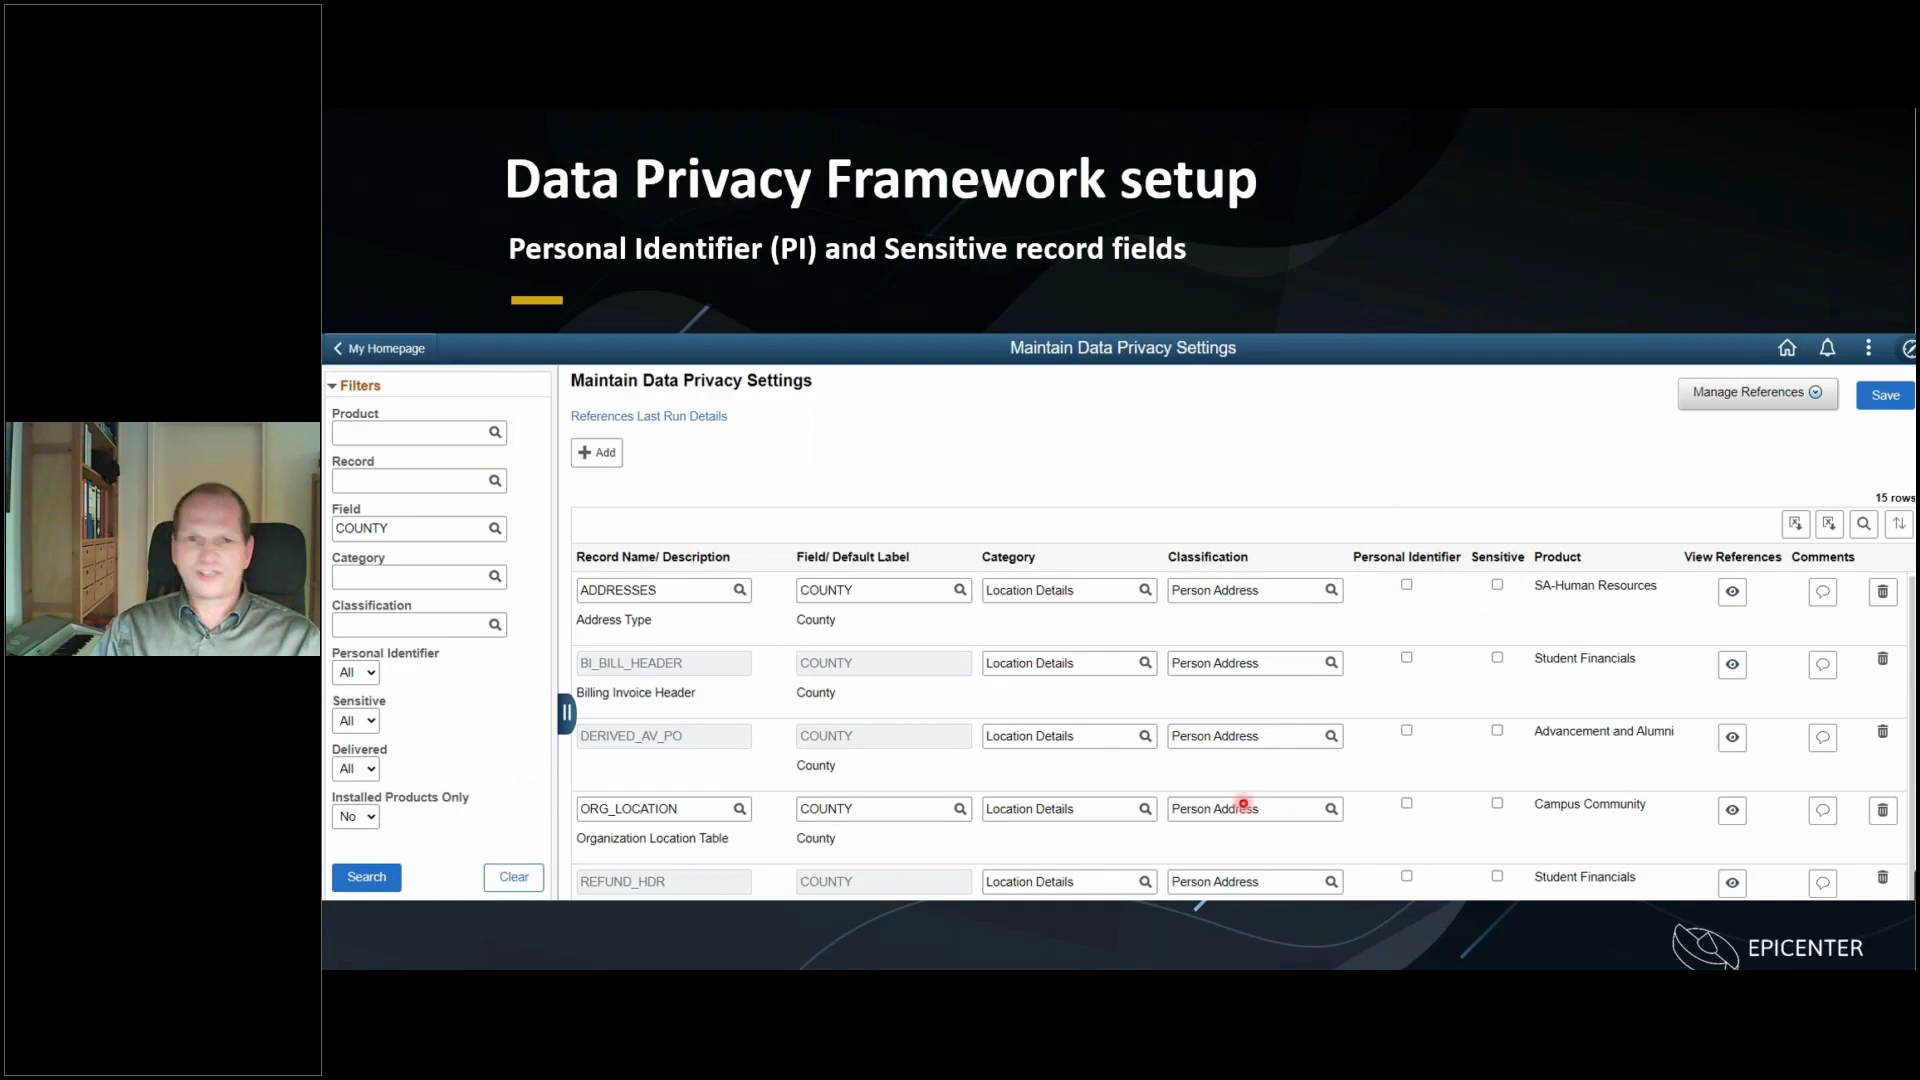 Data Privacy Framework setup
Personal Identifier (PI) and Sensitive record fields
My Homepage
Maintain Data Privacy Settings
Filters
Product
Record
Field
COUNTY
Category
Classification
Personal Identifier
All
Sensitive
All
Delivered
All
Installed Products Only
No
Search Clear
Maintain Data Privacy Settings
Manage References
Save
References Last Run Details
Add
15 rows
Record Name/ Description Field/ Default Label Category Classification Personal Identifier Sensitive Product View References Comments
ADDRESSES COUNTY Location Details Person Address SA-Human Resources
Address Type County
BI_BILL_HEADER COUNTY Location Details Person Address Student Financials
Billing Invoice Header County
DERIVED_AV_PO COUNTY Location Details Person Address Advancement and Alumni
County
ORG_LOCATION COUNTY Location Details Person Address Campus Community
Organization Location Table County
REFUND_HDR COUNTY Location Details Person Address Student Financials
EPICENTER